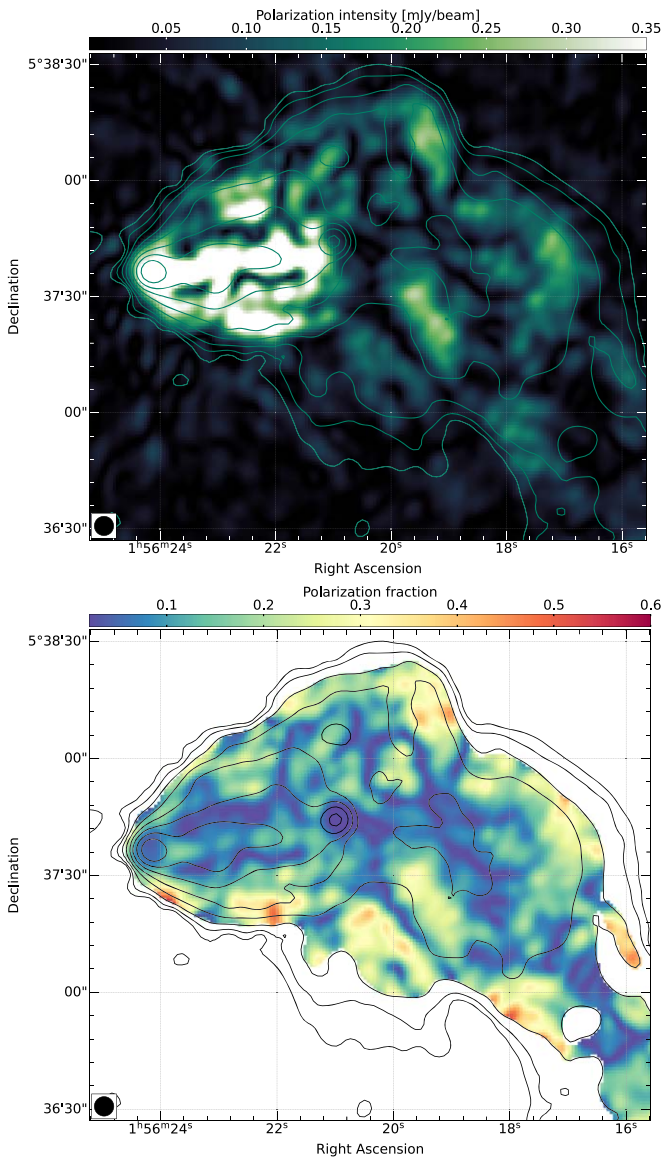 Polarization intensity [mJy/beam]
0.05 0.10 0.15 0.20 0.25 0.30 0.35
5°38'30"
00"
37'30"
00"
36'30"
Declination
1ʰ56ᵐ24ˢ 22ˢ 20ˢ 18ˢ 16ˢ
Right Ascension
Polarization fraction
0.1 0.2 0.3 0.4 0.5 0.6
5°38'30"
00"
37'30"
00"
36'30"
Declination
1ʰ56ᵐ24ˢ 22ˢ 20ˢ 18ˢ 16ˢ
Right Ascension